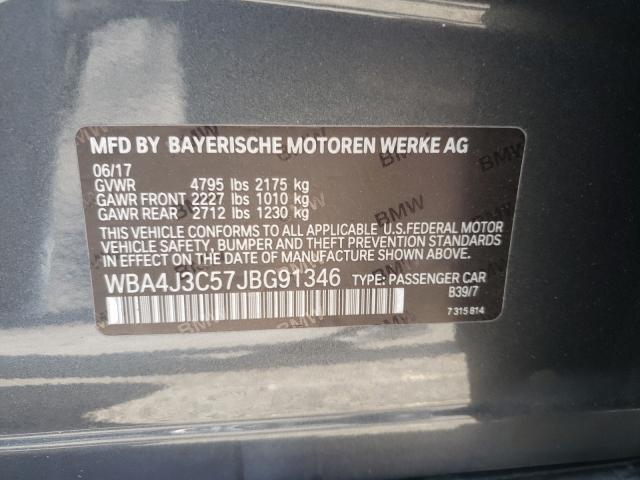 MFD BY BAYERISCHE MOTOREN WERKE AG
06/17
GVWR 4795 lbs 2175 kg
GAWR FRONT 2227 lbs 1010 kg
GAWR REAR 2712 lbs 1230 kg
THIS VEHICLE CONFORMS TO ALL APPLICABLE U.S.FEDERAL MOTOR
VEHICLE SAFETY, BUMPER AND THEFT PREVENTION STANDARDS
IN EFFECT ON THE DATE OF MANUFACTURE SHOWN ABOVE.
WBA4J3C57JBG91346 TYPE: PASSENGER CAR
B39/7
7 315 814
BMW
BMW
BMW